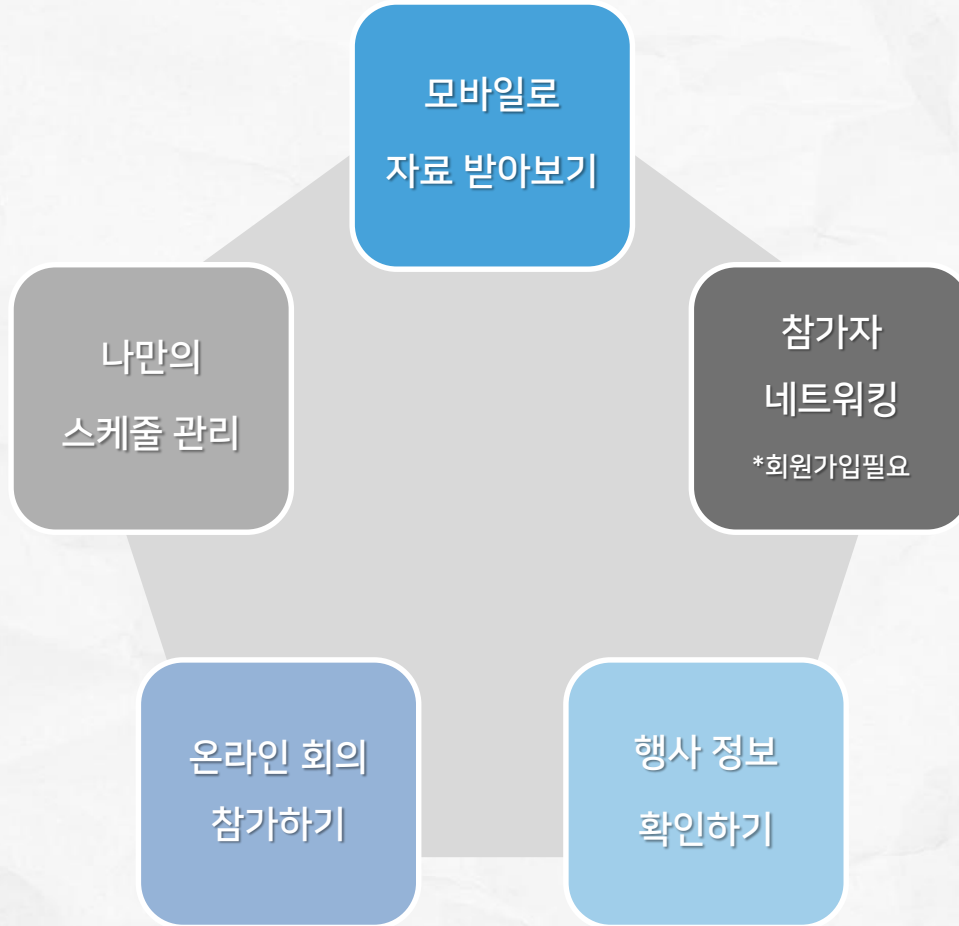 모바일로
자료 받아보기
나만의
스케줄 관리
참가자
네트워킹
*회원가입필요
온라인 회의
참가하기
행사 정보
확인하기